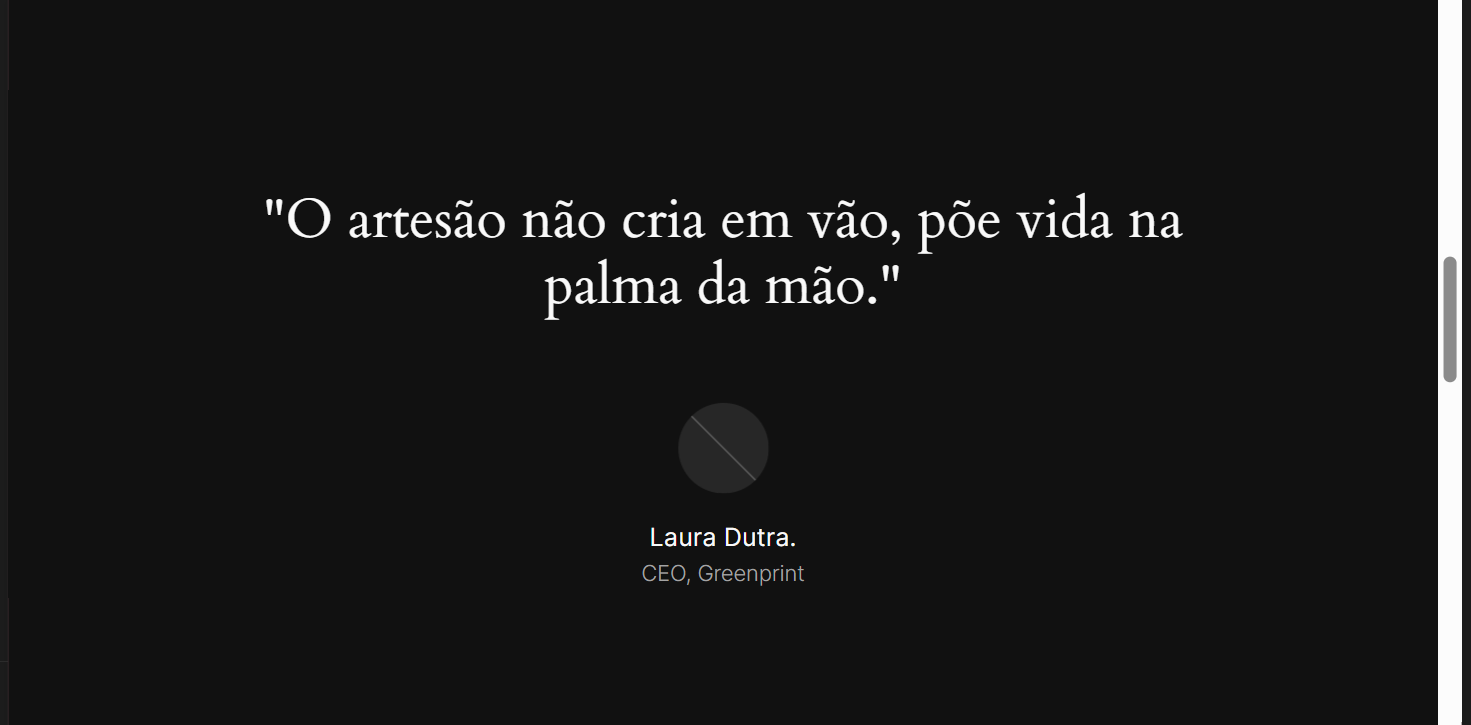 "O artesão não cria em vão, põe vida na
palma da mão."
Laura Dutra.
CEO, Greenprint